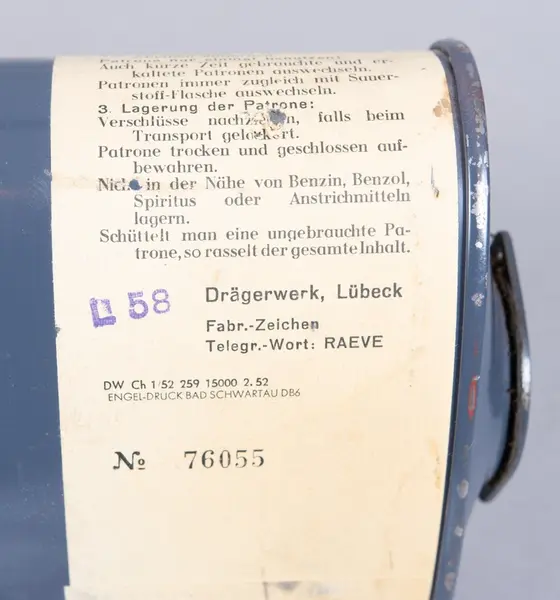 Auch kurze Zeit gebrauchte und er-
kaltete Patronen auswechseln.
Patronen immer zugleich mit Sauer-
stoff-Flasche auswechseln.
3. Lagerung der Patrone:
Verschlüsse nachziehen, falls beim
Transport gelockert.
Patrone trocken und geschlossen auf-
bewahren.
Nicht in der Nähe von Benzin, Benzol,
Spiritus oder Anstrichmitteln
lagern.
Schüttelt man eine ungebrauchte Pa-
trone, so rasselt der gesamte Inhalt.
L 58
Drägerwerk, Lübeck
Fabr.-Zeichen
Telegr.-Wort: RAEVE
DW Ch 1/52 259 15000 2.52
ENGEL-DRUCK BAD SCHWARTAU DB6
No 76055